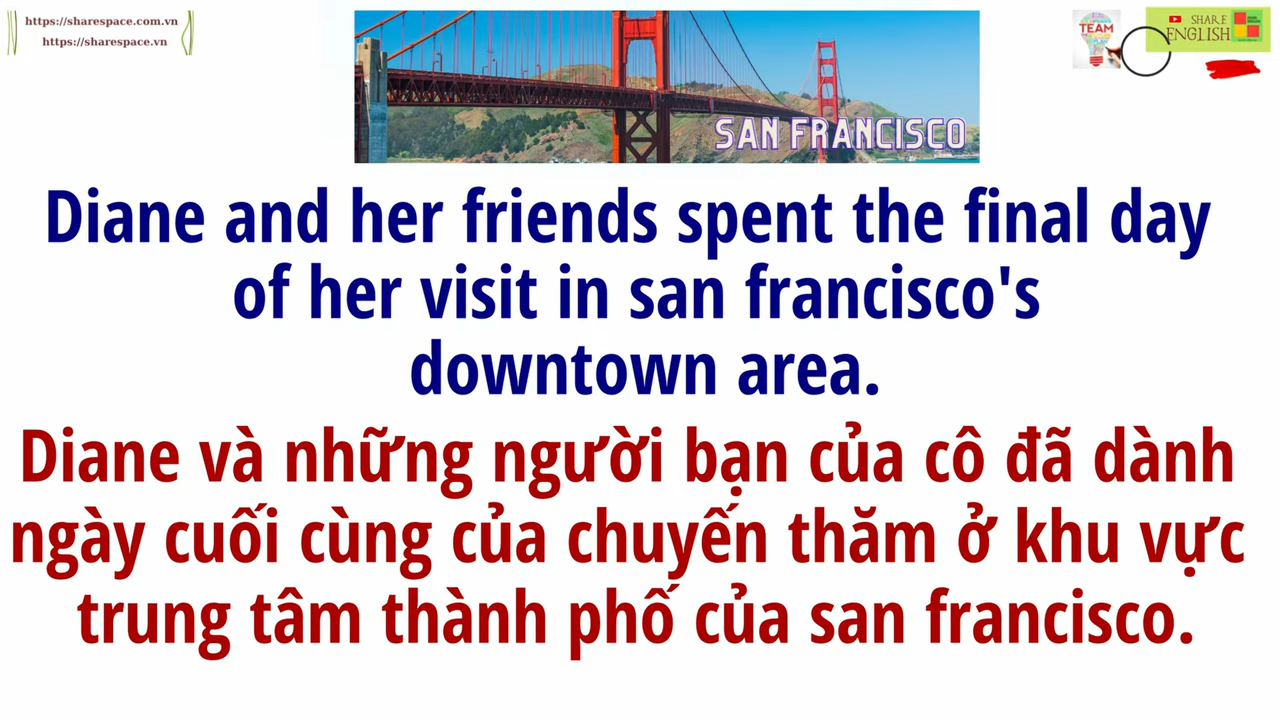 https://sharespace.com.vn
https://sharespace.vn
SAN FRANCISCO
TEAM
SHARE
ENGLISH
Diane and her friends spent the final day
of her visit in san francisco's
downtown area.
Diane và những người bạn của cô đã dành
ngày cuối cùng của chuyến thăm ở khu vực
trung tâm thành phố của san francisco.